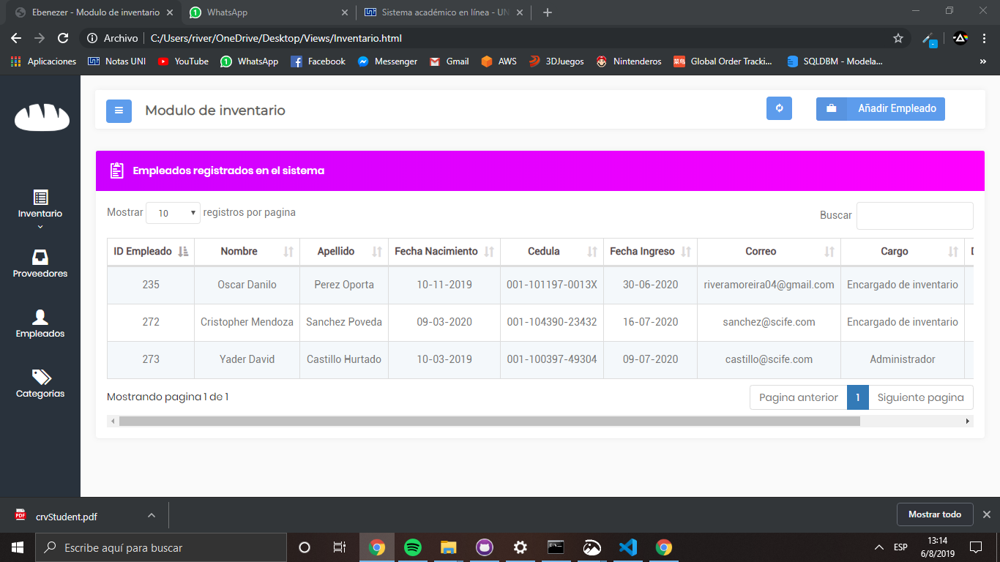 Ebenezer - Modulo de inventario
WhatsApp
Sistema académico en línea - UN
Archivo
C:/Users/river/OneDrive/Desktop/Views/Inventario.html
Aplicaciones
Notas UNI
YouTube
WhatsApp
Facebook
Messenger
Gmail
AWS
3DJuegos
Nintenderos
Global Order Tracki...
SQLDBM - Modela...
Modulo de inventario
Añadir Empleado
Inventario
Proveedores
Empleados
Categorias
Empleados registrados en el sistema
Mostrar 10 registros por pagina
Buscar
ID Empleado Nombre Apellido Fecha Nacimiento Cedula Fecha Ingreso Correo Cargo D
235 Oscar Danilo Perez Oporta 10-11-2019 001-101197-0013X 30-06-2020 riveramoreira04@gmail.com Encargado de inventario
272 Cristopher Mendoza Sanchez Poveda 09-03-2020 001-104390-23432 16-07-2020 sanchez@scife.com Encargado de inventario
273 Yader David Castillo Hurtado 10-03-2019 001-100397-49304 09-07-2020 castillo@scife.com Administrador
Mostrando pagina 1 de 1
Pagina anterior 1 Siguiente pagina
PDF
crvStudent.pdf
Mostrar todo
Escribe aquí para buscar
ESP
13:14
6/8/2019